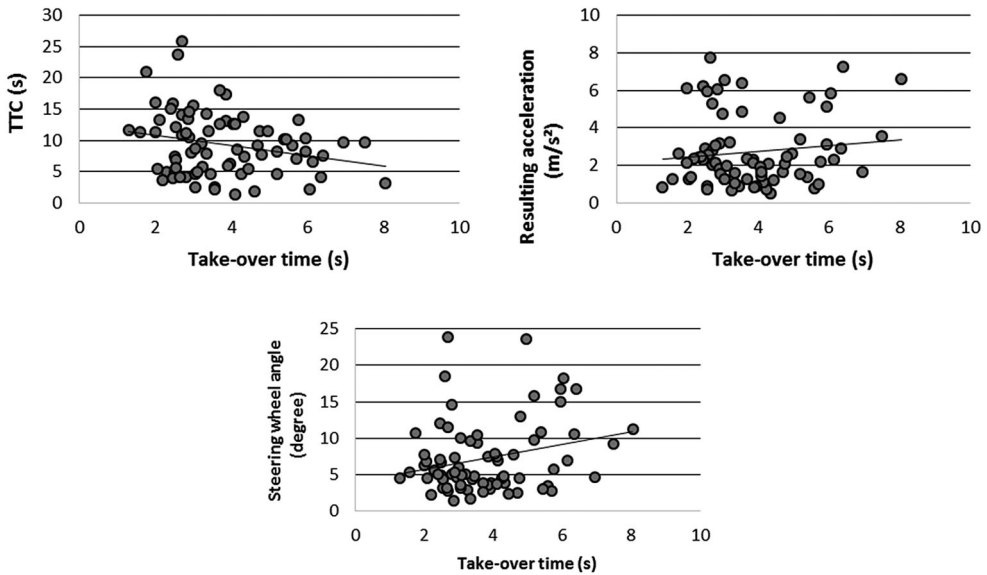 30
25
20
15
10
5
0
TTC (s)
0 2 4 6 8 10
Take-over time (s)
10
8
6
4
2
0
Resulting acceleration
(m/s²)
0 2 4 6 8 10
Take-over time (s)
25
20
15
10
5
0
Steering wheel angle
(degree)
0 2 4 6 8 10
Take-over time (s)